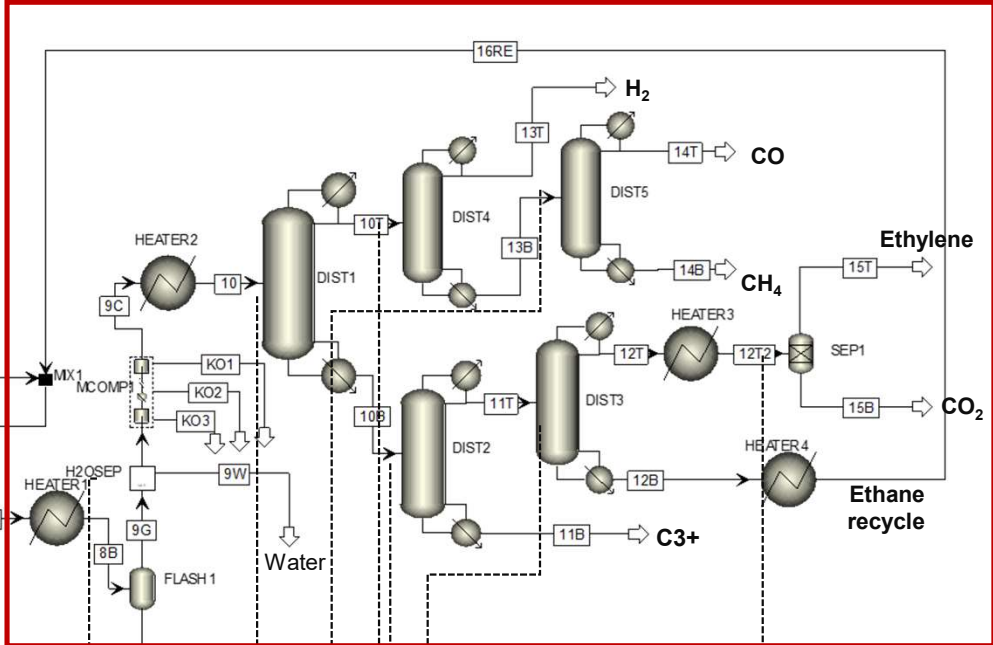 16RE
H2
13T
14T
CO
DIST4
DIST5
10T
13B
Ethylene
15T
HEATER2
DIST1
14B
CH4
10
9C
HEATER3
12T
12T2
SEP1
MIX1
MCOMP1
KO1
KO2
KO3
10B
11T
DIST3
15B
CO2
DIST2
HEATER4
H2OSEP
9W
12B
HEATER1
Ethane
recycle
9G
8B
11B
C3+
Water
FLASH1